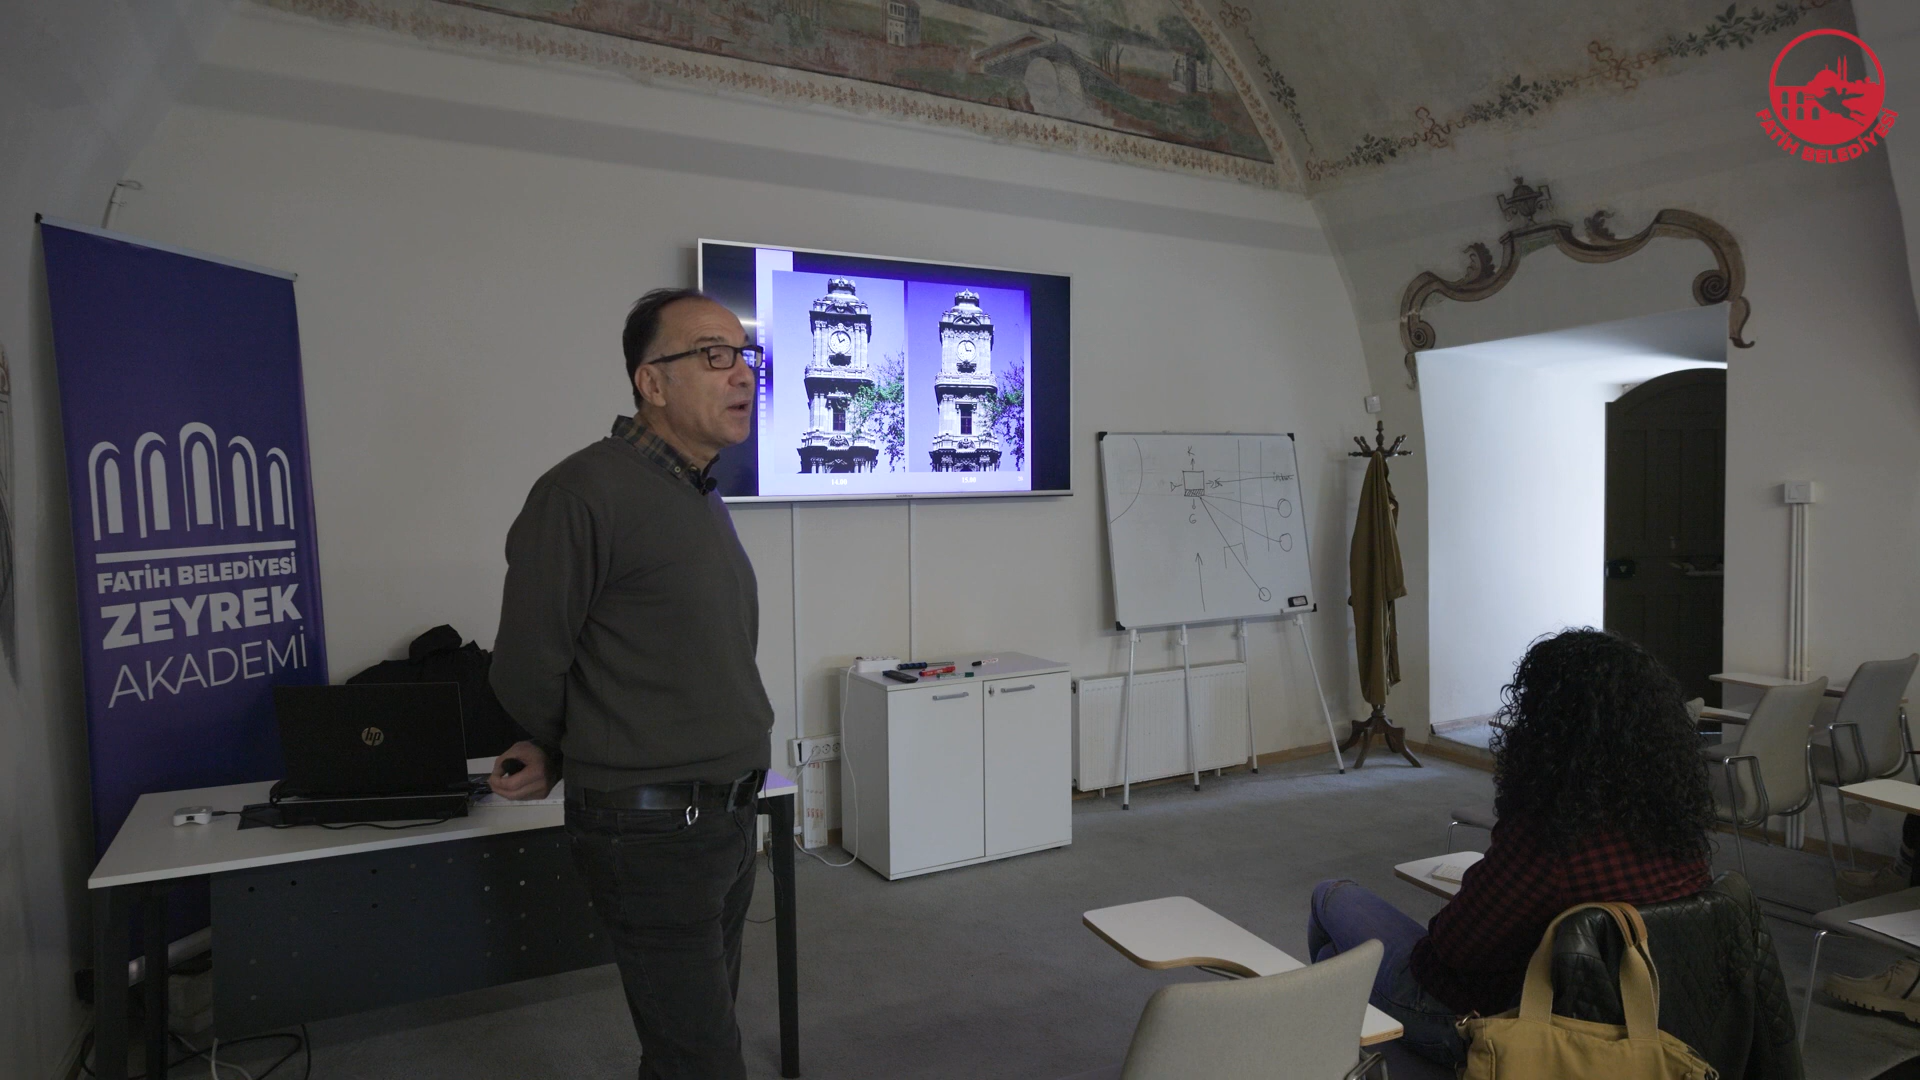 FATİH BELEDİYESİ
FATİH BELEDİYESİ
ZEYREK
AKADEMİ
hp
14.00
15.00
K
G